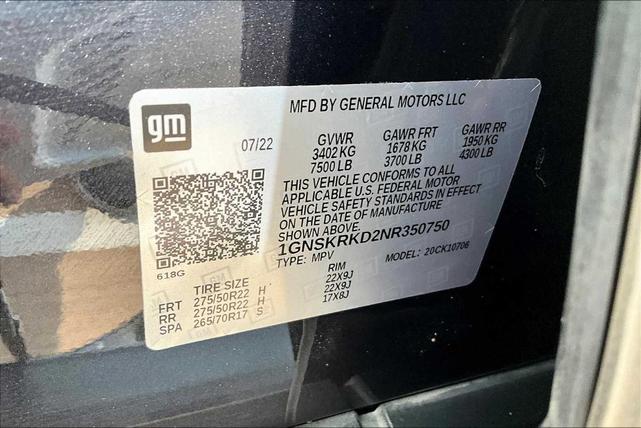 gm
MFD BY GENERAL MOTORS LLC
07/22
GVWR GAWR FRT GAWR RR
3402 KG 1678 KG 1950 KG
7500 LB 3700 LB 4300 LB
THIS VEHICLE CONFORMS TO ALL
APPLICABLE U.S. FEDERAL MOTOR
VEHICLE SAFETY STANDARDS IN EFFECT
ON THE DATE OF MANUFACTURE
SHOWN ABOVE.
1GNSKRKD2NR350750
TYPE: MPV MODEL: 20CK10706
618G
TIRE SIZE RIM
FRT 275/50R22 H 22X9J
RR 275/50R22 H 22X9J
SPA 265/70R17 S 17X8J